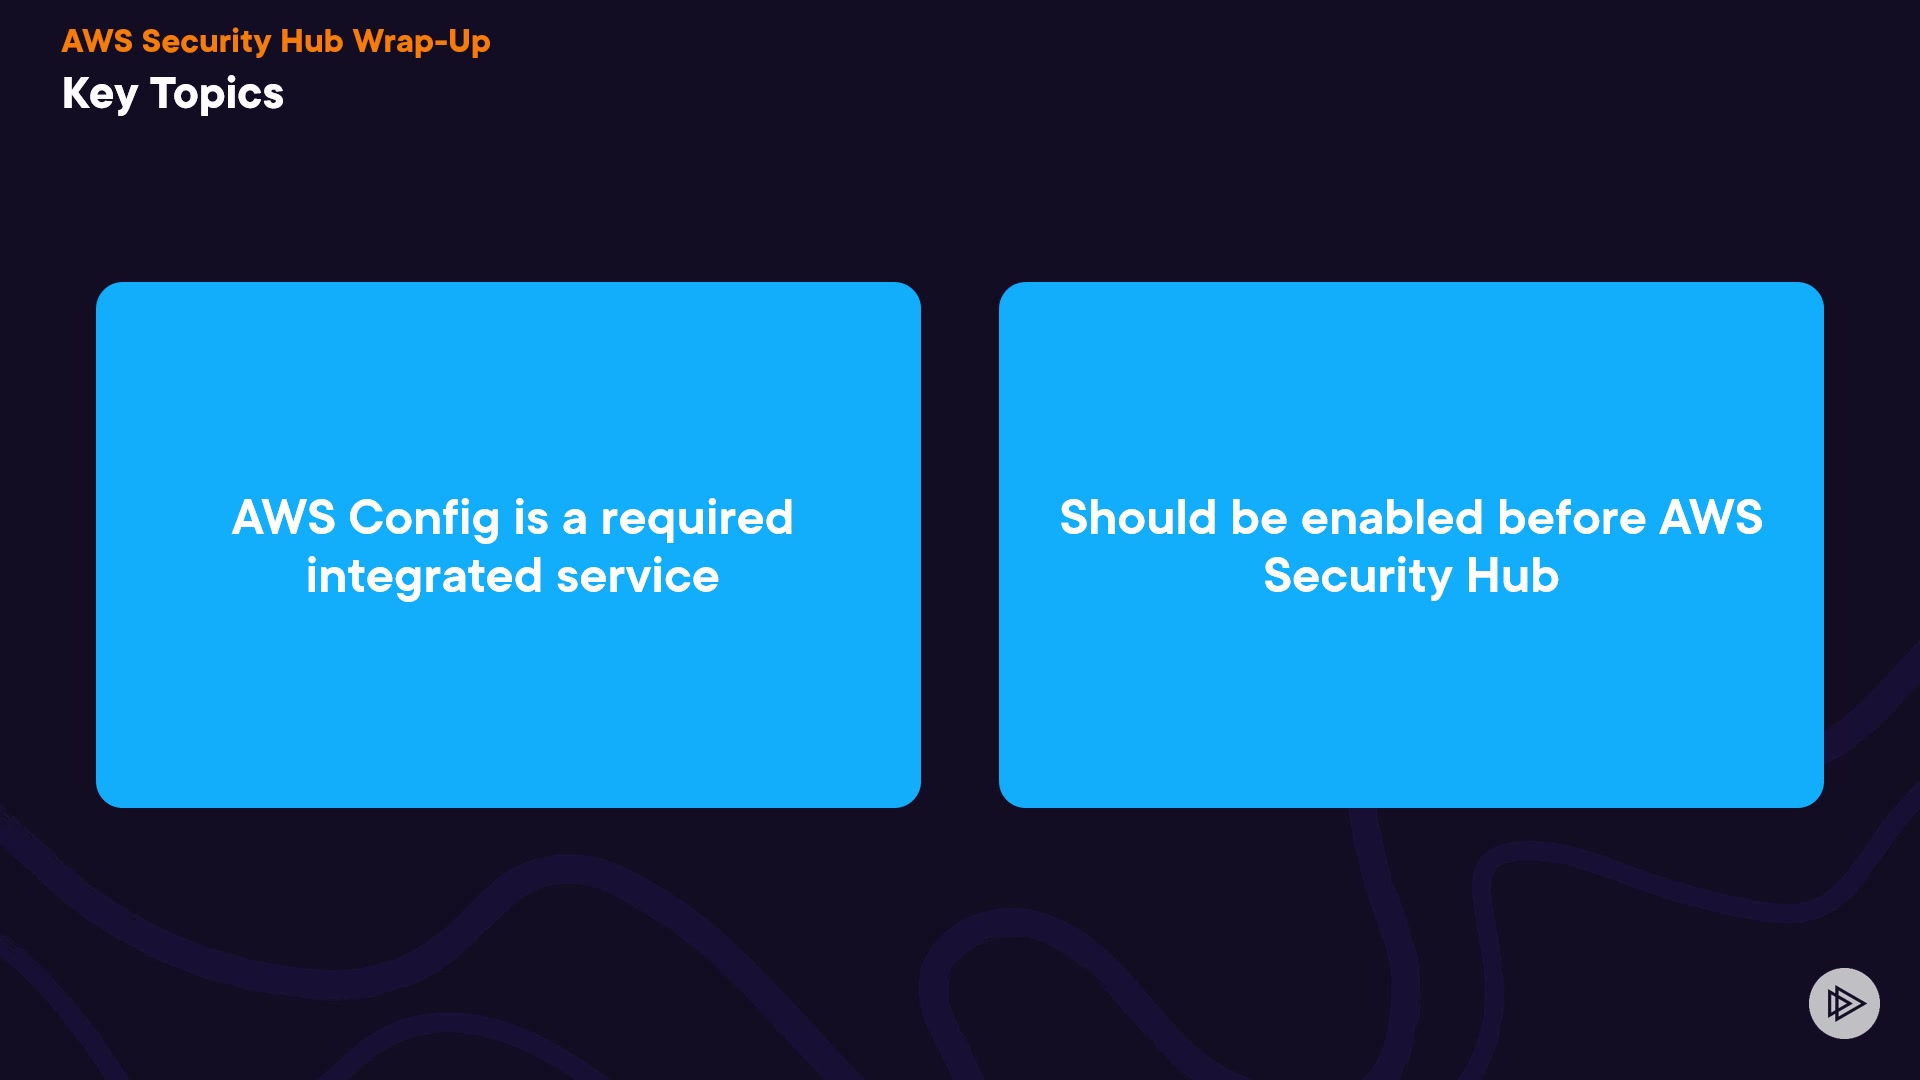 AWS Security Hub Wrap-Up
Key Topics
AWS Config is a required
integrated service
Should be enabled before AWS
Security Hub